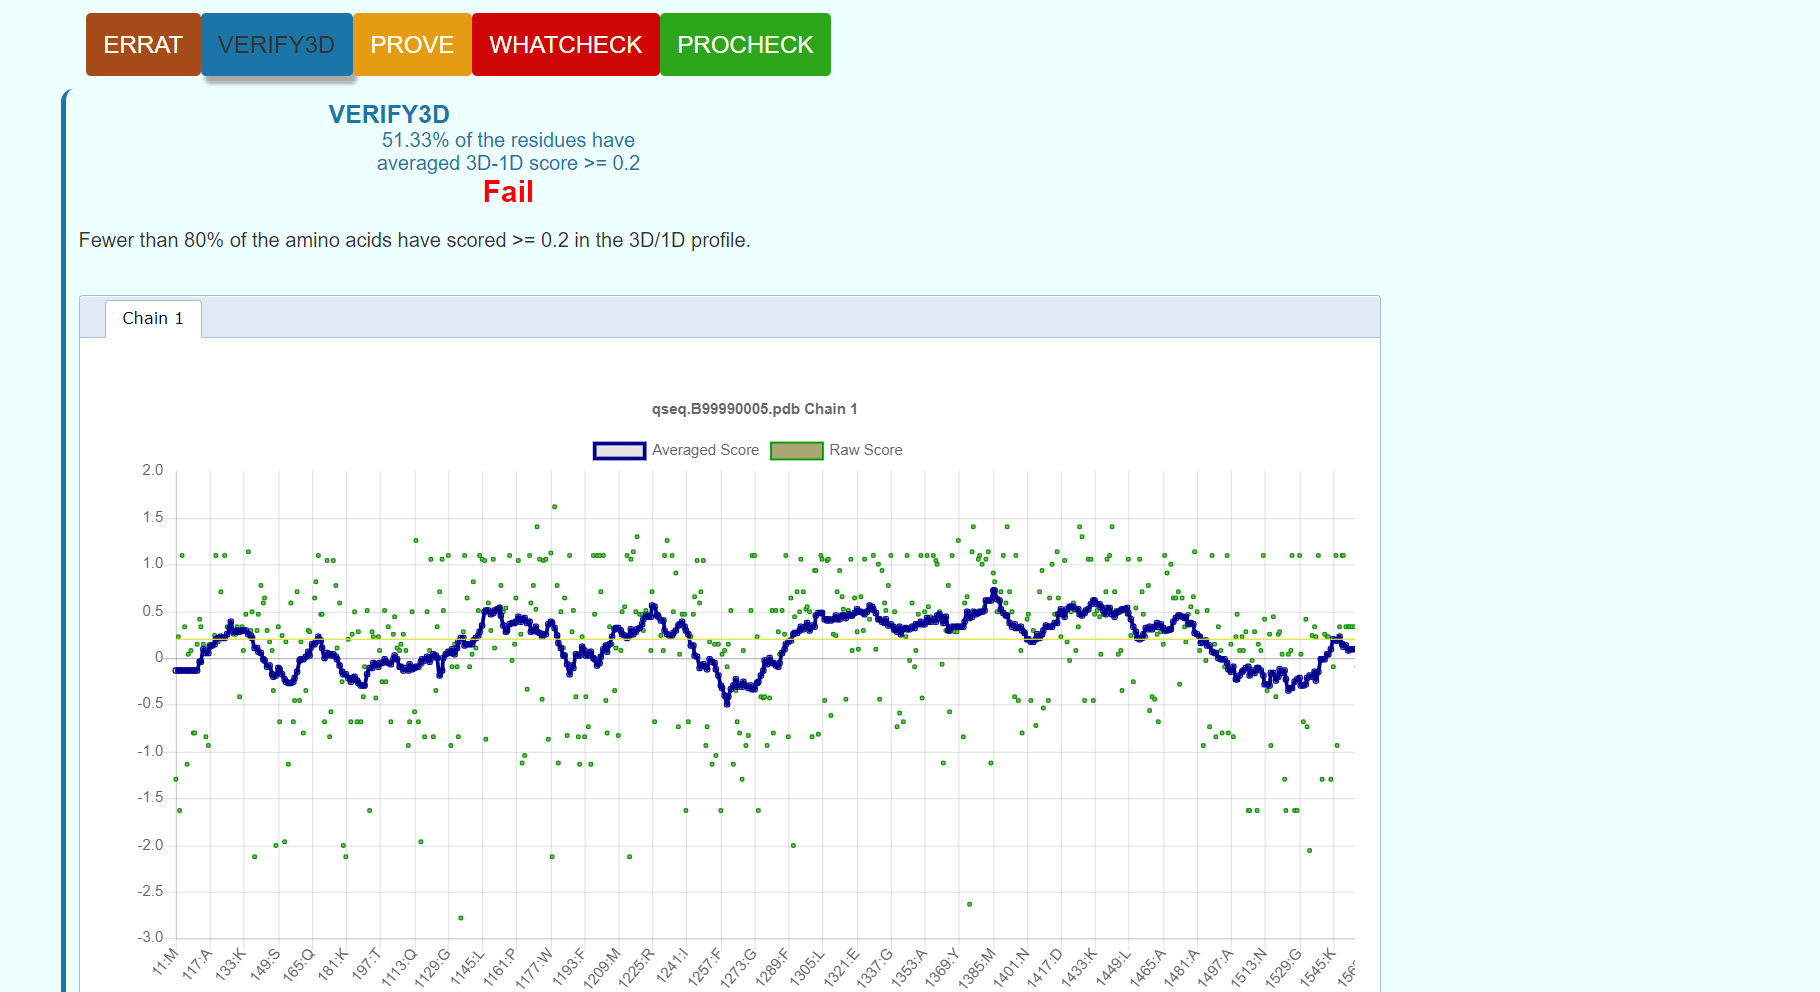 ERRAT VERIFY3D PROVE WHATCHECK PROCHECK
VERIFY3D
51.33% of the residues have
averaged 3D-1D score >= 0.2
Fail
Fewer than 80% of the amino acids have scored >= 0.2 in the 3D/1D profile.
Chain 1
qseq.B99990005.pdb Chain 1
Averaged Score Raw Score
2.0
1.5
1.0
0.5
0
-0.5
-1.0
-1.5
-2.0
-2.5
-3.0
11:M 117:A 133:K 149:S 165:Q 181:K 197:T 1113:Q 1129:G 1145:L 1161:P 1177:W 1193:F 1209:M 1225:R 1241:I 1257:F 1273:G 1289:F 1305:L 1321:E 1337:G 1353:A 1369:Y 1385:M 1401:N 1417:D 1433:K 1449:L 1465:A 1481:A 1497:A 1513:N 1529:G 1545:K